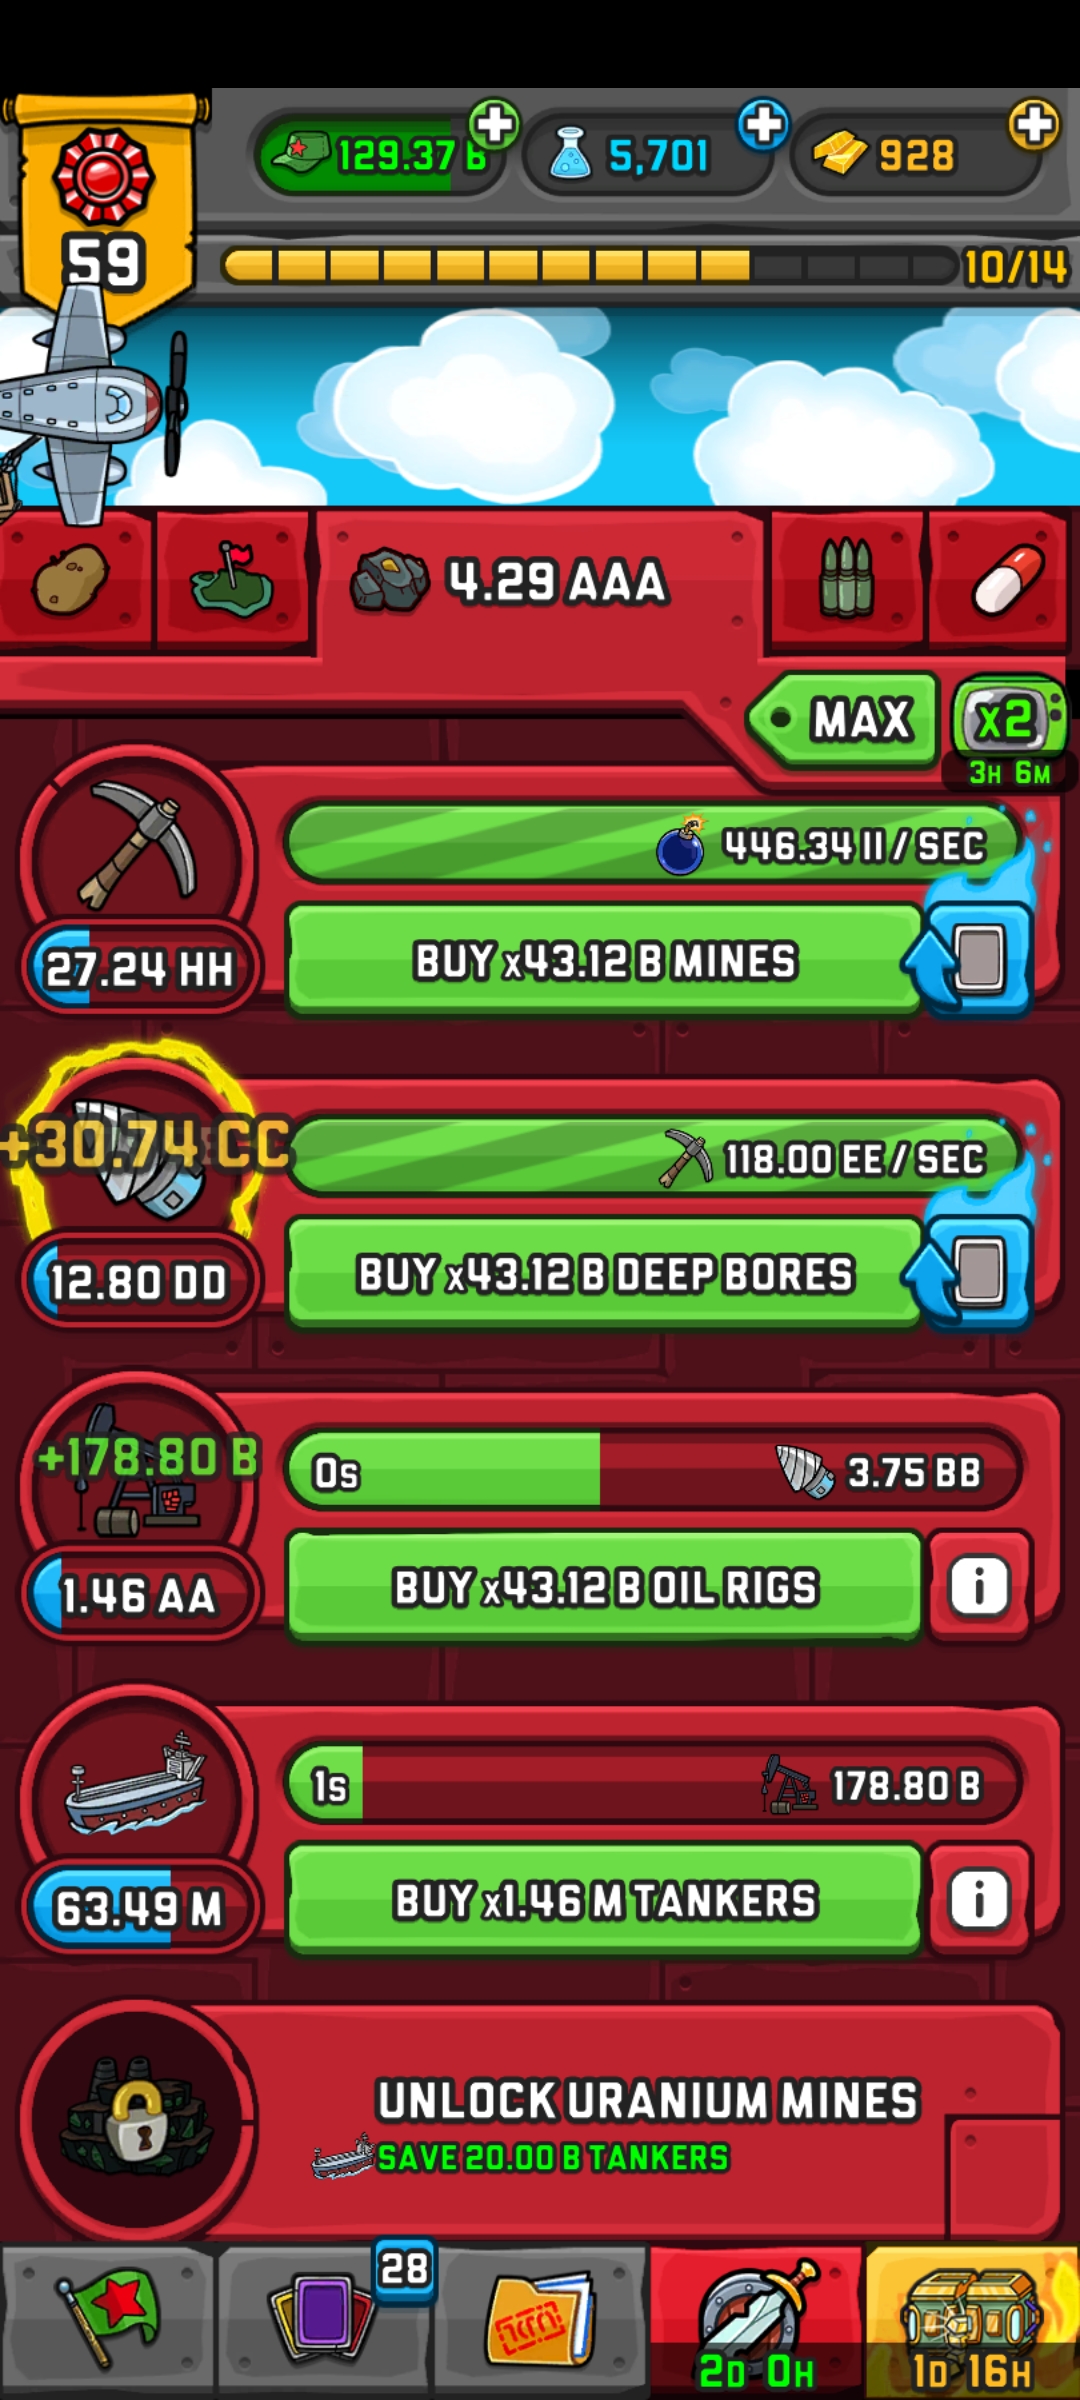 129.37 B
5,701
928
59
10/14
4.29 AAA
MAX
x2
3H 6M
446.34 II / SEC
27.24 HH
BUY x43.12 B MINES
+30.74 CC
118.00 EE / SEC
12.80 DD
BUY x43.12 B DEEP BORES
+178.80 B
0s
3.75 BB
1.46 AA
BUY x43.12 B OIL RIGS
1s
178.80 B
63.49 M
BUY x1.46 M TANKERS
UNLOCK URANIUM MINES
SAVE 20.00 B TANKERS
28
2D 0H
1D 16H